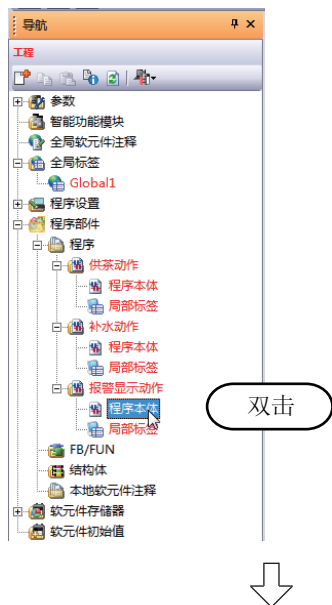 导航
工程
参数
智能功能模块
全局软元件注释
全局标签
Global1
程序设置
程序部件
程序
供茶动作
程序本体
局部标签
补水动作
程序本体
局部标签
报警显示动作
程序本体
双击
局部标签
FB/FUN
结构体
本地软元件注释
软元件存储器
软元件初始值